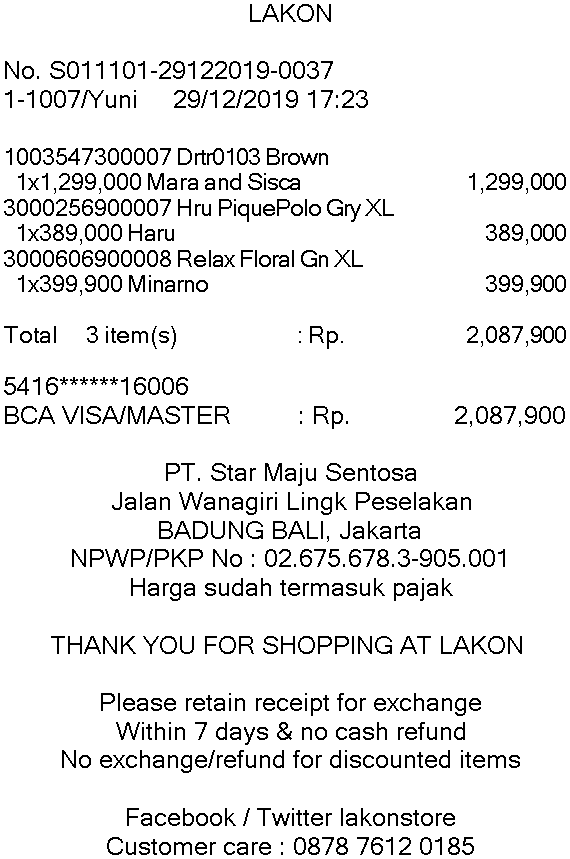 LAKON
No. S011101-29122019-0037
1-1007/Yuni 29/12/2019 17:23
1003547300007 Drtr0103 Brown
1x1,299,000 Mara and Sisca 1,299,000
3000256900007 Hru PiquePolo Gry XL
1x389,000 Haru 389,000
3000606900008 Relax Floral Gn XL
1x399,900 Minarno 399,900
Total 3 item(s) : Rp. 2,087,900
5416******16006
BCA VISA/MASTER : Rp. 2,087,900
PT. Star Maju Sentosa
Jalan Wanagiri Lingk Peselakan
BADUNG BALI, Jakarta
NPWP/PKP No : 02.675.678.3-905.001
Harga sudah termasuk pajak
THANK YOU FOR SHOPPING AT LAKON
Please retain receipt for exchange
Within 7 days & no cash refund
No exchange/refund for discounted items
Facebook / Twitter lakonstore
Customer care : 0878 7612 0185